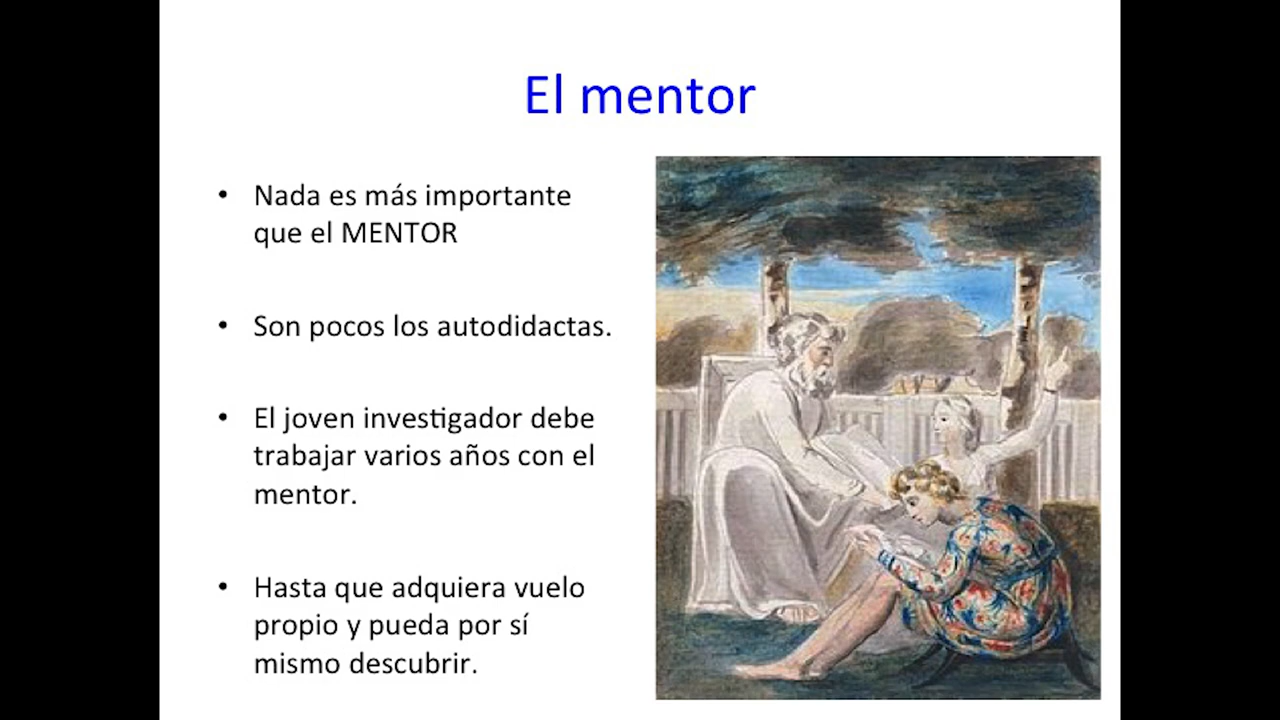 El mentor
• Nada es más importante
que el MENTOR
• Son pocos los autodidactas.
• El joven investigador debe
trabajar varios años con el
mentor.
• Hasta que adquiera vuelo
propio y pueda por sí
mismo descubrir.